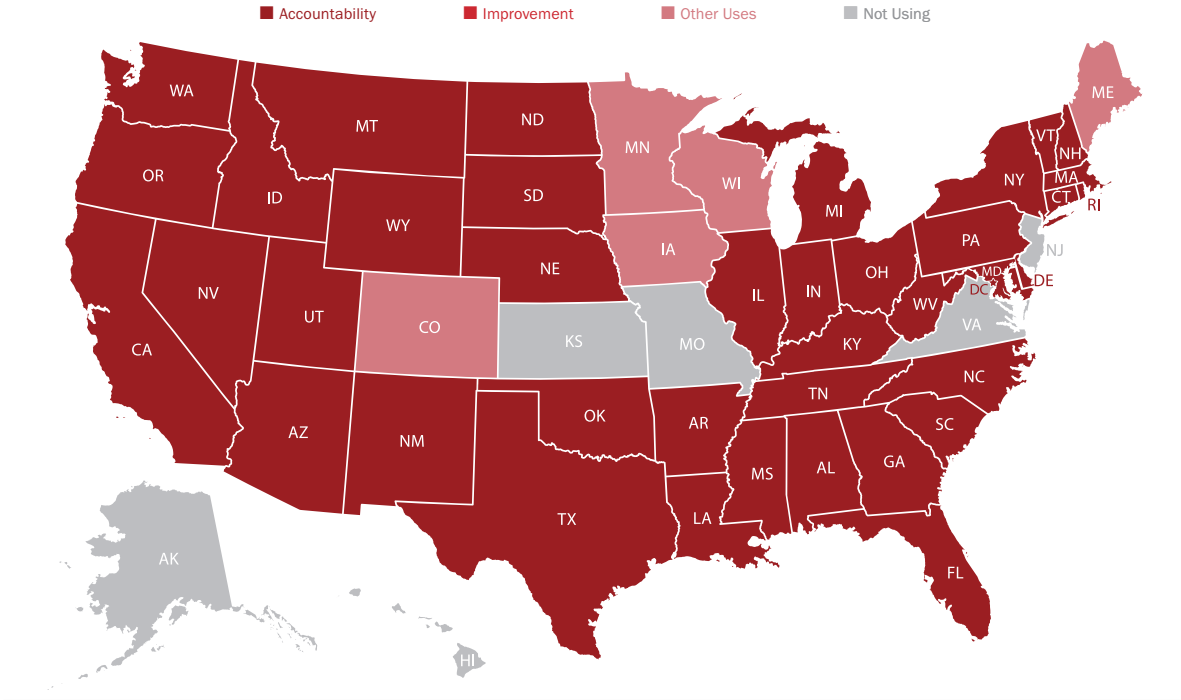 Accountability Improvement Other Uses Not Using
WA
MT
ND
MN
ME
OR
ID
SD
WI
VT
NH
WY
MI
NY
MA
CT
RI
NE
IA
PA
NJ
NV
UT
CO
KS
MO
IL
IN
OH
MD
DE
DC
WV
VA
CA
KY
AZ
NM
OK
AR
TN
NC
SC
MS
AL
GA
TX
LA
FL
AK
HI